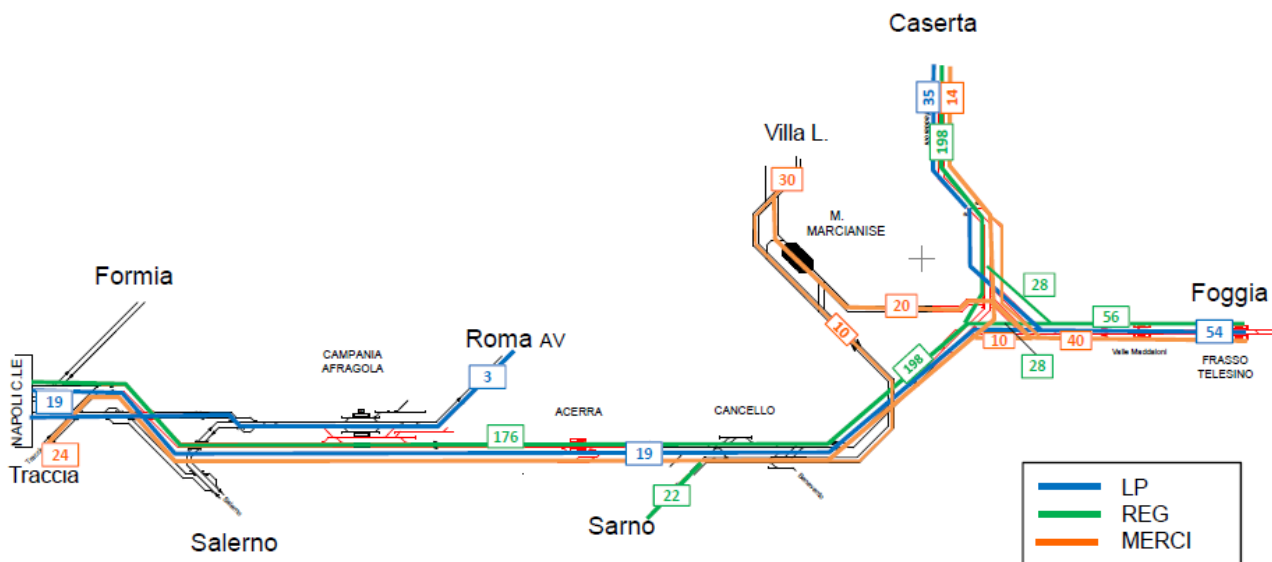 Caserta
35
14
198
Villa L.
30
M.
MARCIANISE
Formia
28
Foggia
20
56
54
Roma AV
10
10
40
Valle Maddaloni
FRASSO
TELESINO
CAMPANIA
AFRAGOLA
28
198
3
NAPOLI C.LE
19
ACERRA
CANCELLO
176
19
24
Traccia
22
Salerno
Benevento
Sarno
Salerno
LP
REG
MERCI